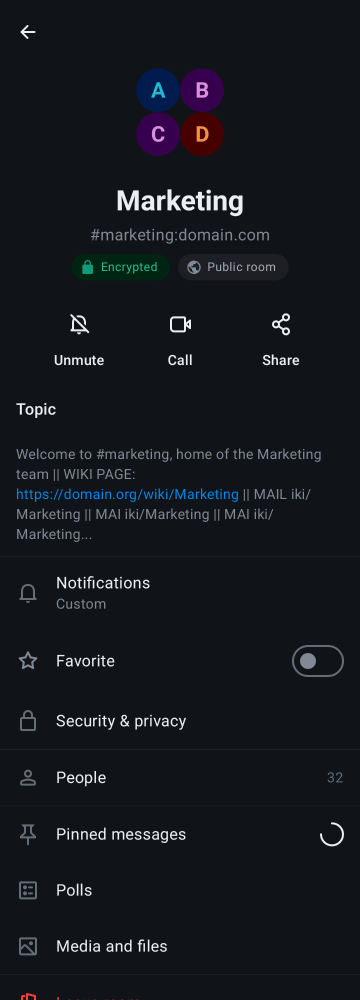 A B
C D
Marketing
#marketing:domain.com
Encrypted Public room
Unmute Call Share
Topic
Welcome to #marketing, home of the Marketing
team || WIKI PAGE:
https://domain.org/wiki/Marketing || MAIL iki/
Marketing || MAI iki/Marketing || MAI iki/
Marketing...
Notifications
Custom
Favorite
Security & privacy
People 32
Pinned messages
Polls
Media and files